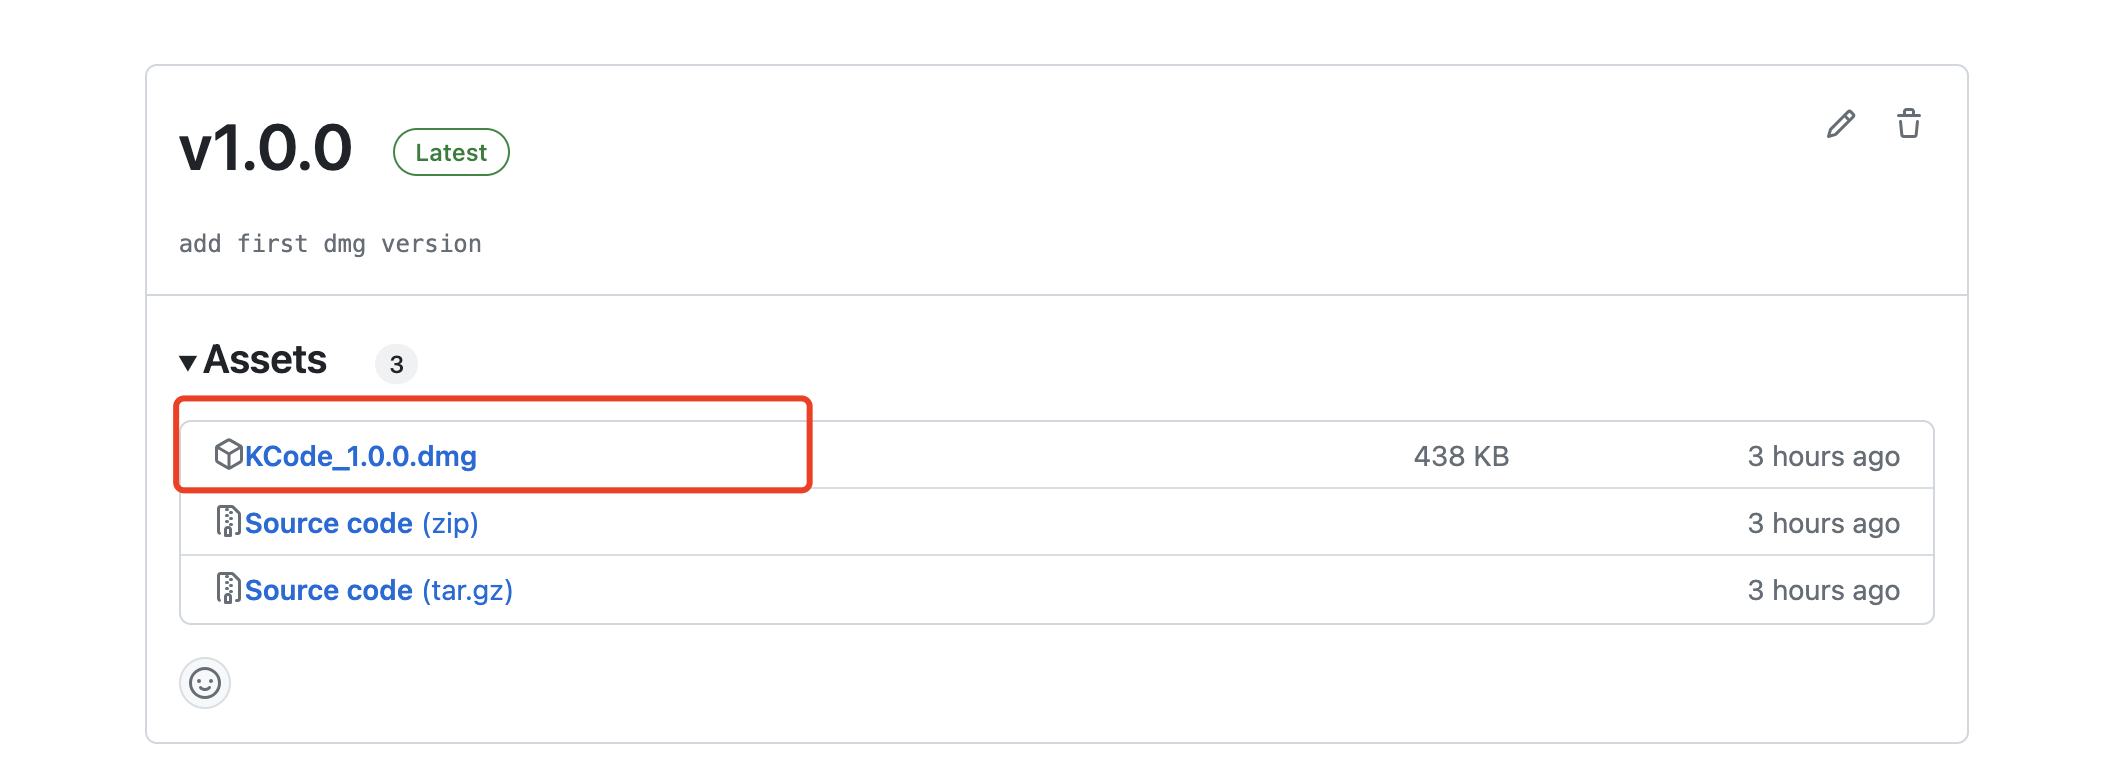 v1.0.0 Latest
add first dmg version
Assets 3
KCode_1.0.0.dmg 438 KB 3 hours ago
Source code (zip) 3 hours ago
Source code (tar.gz) 3 hours ago